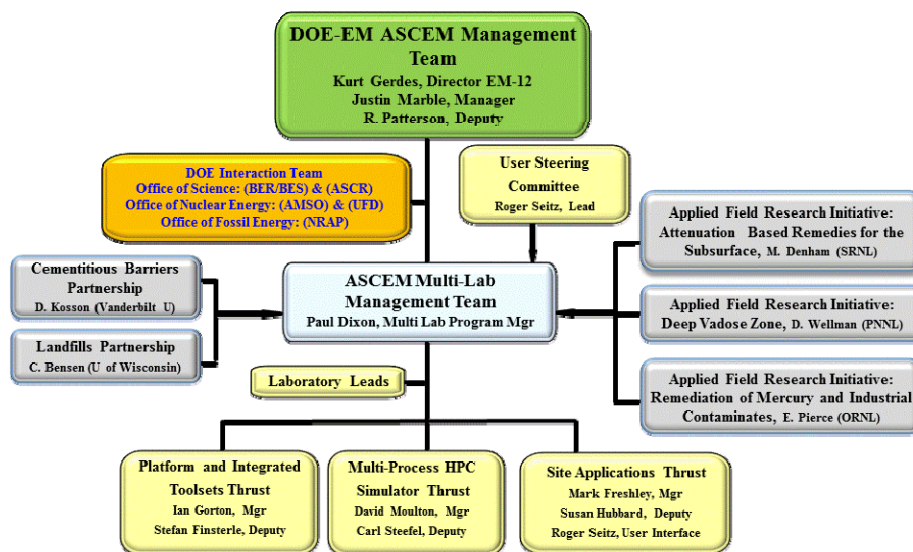 DOE-EM ASCEM Management
Team
Kurt Gerdes, Director EM-12
Justin Marble, Manager
R. Patterson, Deputy
DOE Interaction Team
Office of Science: (BER/BES) & (ASCR)
Office of Nuclear Energy: (AMSO) & (UFD)
Office of Fossil Energy: (NRAP)
User Steering
Committee
Roger Seitz, Lead
Applied Field Research Initiative:
Attenuation Based Remedies for the
Subsurface, M. Denham (SRNL)
Cementitious Barriers
Partnership
D. Kosson (Vanderbilt U)
ASCEM Multi-Lab
Management Team
Paul Dixon, Multi Lab Program Mgr
Applied Field Research Initiative:
Deep Vadose Zone, D. Wellman (PNNL)
Landfills Partnership
C. Bensen (U of Wisconsin)
Laboratory Leads
Applied Field Research Initiative:
Remediation of Mercury and Industrial
Contaminates, E. Pierce (ORNL)
Platform and Integrated
Toolsets Thrust
Ian Gorton, Mgr
Stefan Finsterle, Deputy
Multi-Process HPC
Simulator Thrust
David Moulton, Mgr
Carl Steefel, Deputy
Site Applications Thrust
Mark Freshley, Mgr
Susan Hubbard, Deputy
Roger Seitz, User Interface